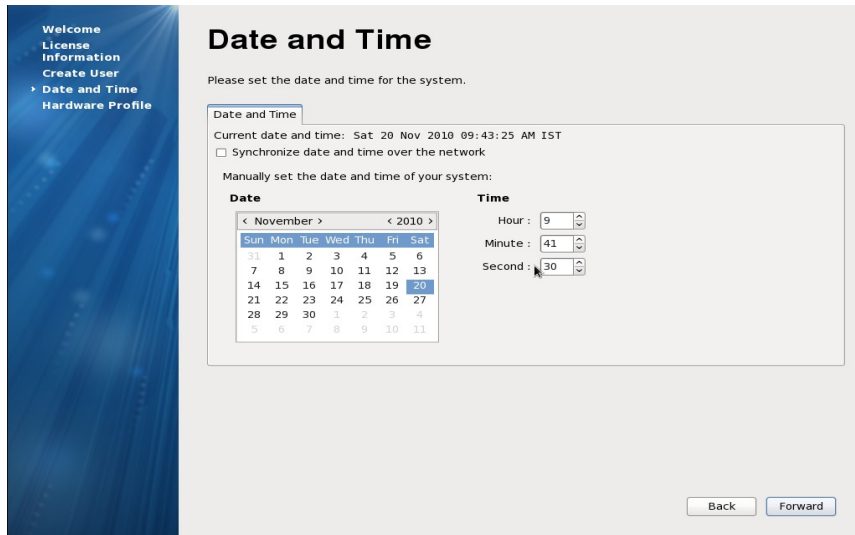 Welcome
License
Information
Create User
Date and Time
Hardware Profile
Date and Time
Please set the date and time for the system.
Date and Time
Current date and time: Sat 20 Nov 2010 09:43:25 AM IST
Synchronize date and time over the network
Manually set the date and time of your system:
Date
Time
< November > < 2010 >
Sun Mon Tue Wed Thu Fri Sat
31 1 2 3 4 5 6
7 8 9 10 11 12 13
14 15 16 17 18 19 20
21 22 23 24 25 26 27
28 29 30 1 2 3 4
5 6 7 8 9 10 11
Hour : 9
Minute : 41
Second : 30
Back
Forward